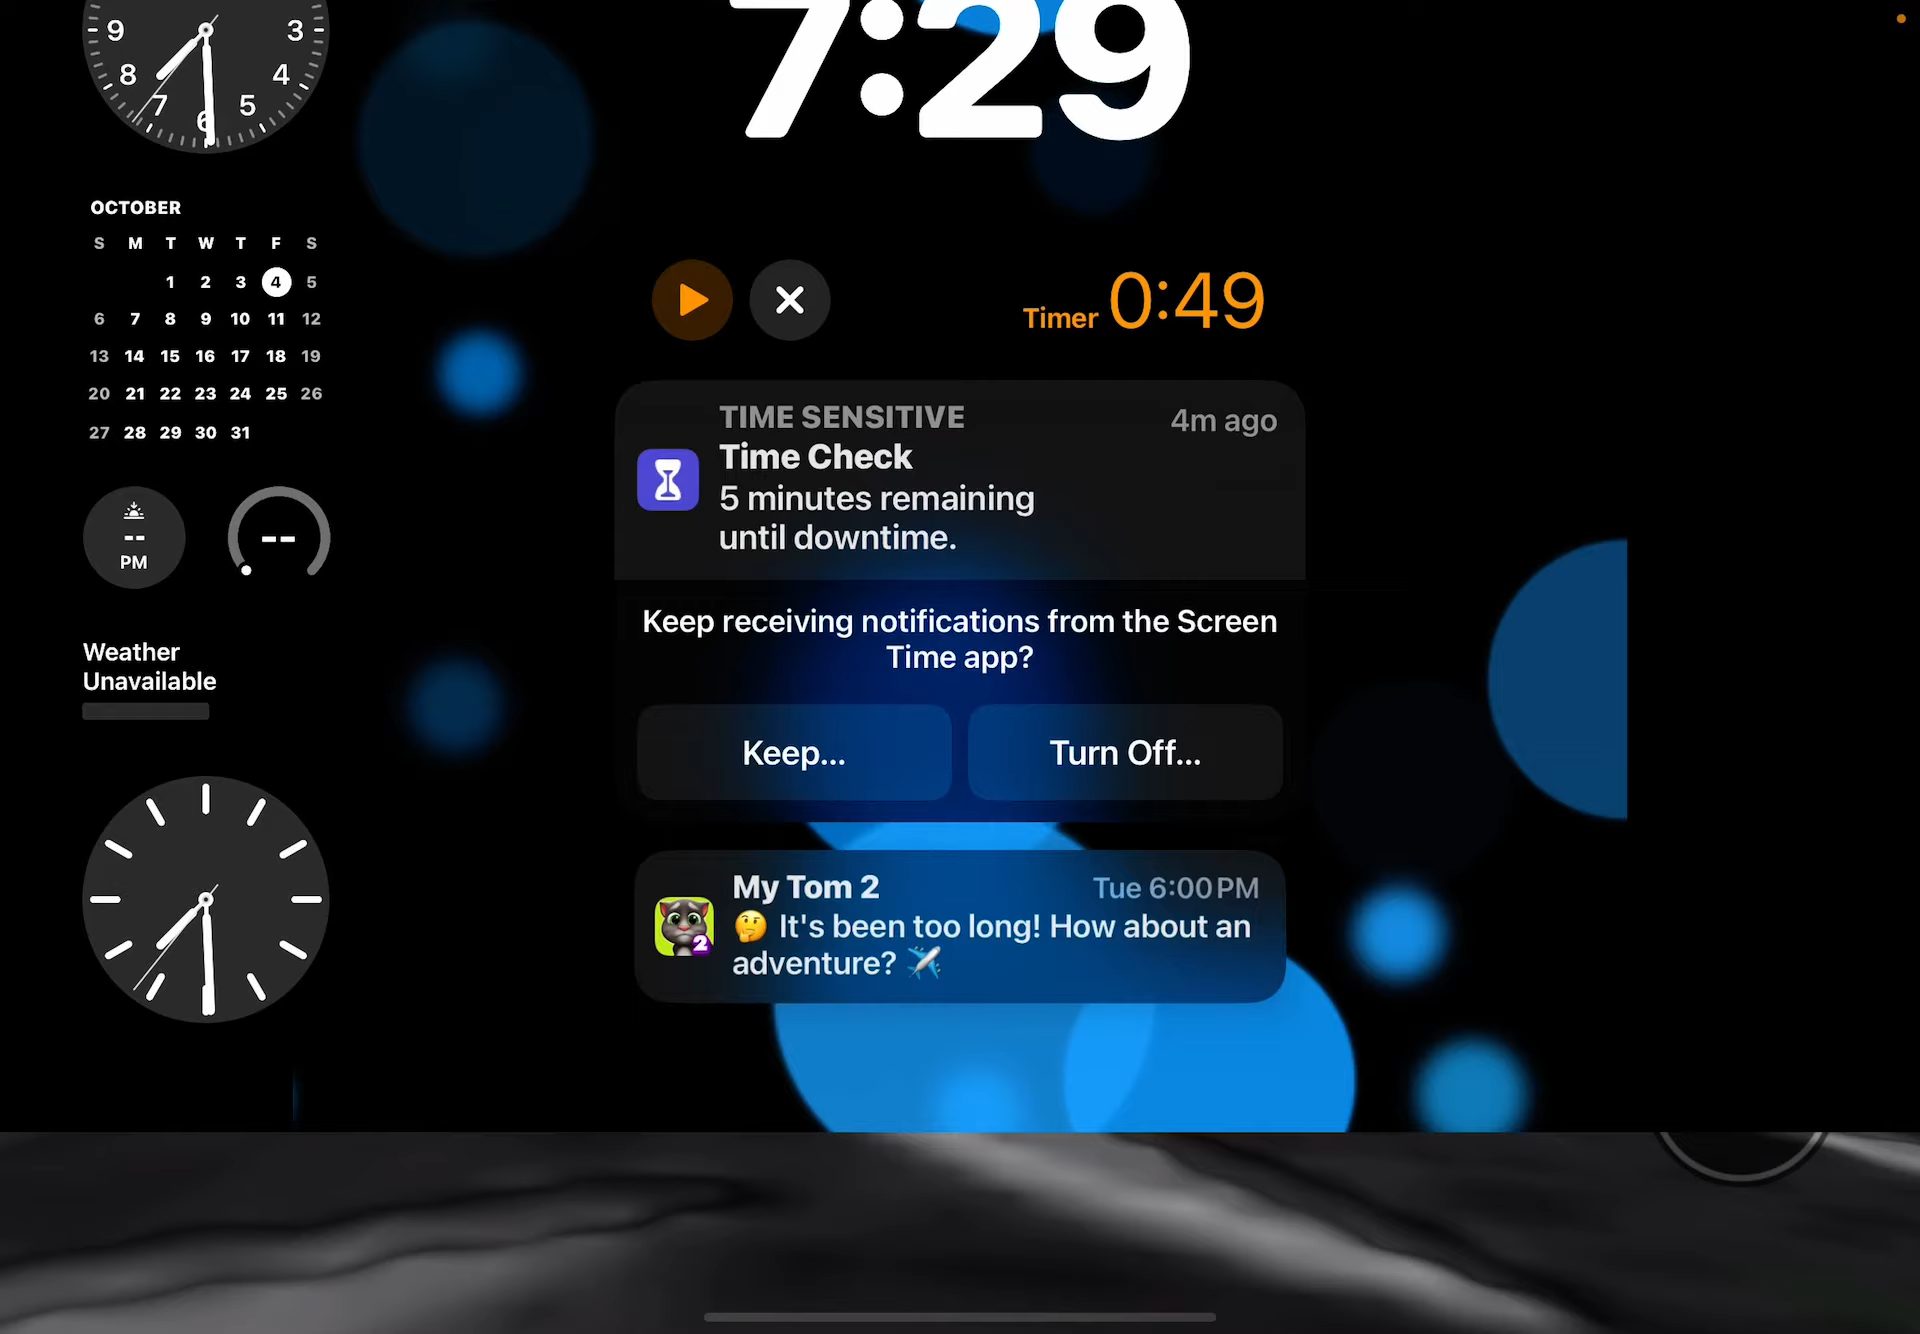 7:29
9 3
8 4
7 6 5
OCTOBER
S M T W T F S
1 2 3 4 5
6 7 8 9 10 11 12
13 14 15 16 17 18 19
20 21 22 23 24 25 26
27 28 29 30 31
--
PM
--
Weather
Unavailable
Timer 0:49
TIME SENSITIVE 4m ago
Time Check
5 minutes remaining
until downtime.
Keep receiving notifications from the Screen
Time app?
Keep... Turn Off...
My Tom 2 Tue 6:00 PM
🤔 It's been too long! How about an
adventure? ✈️
2